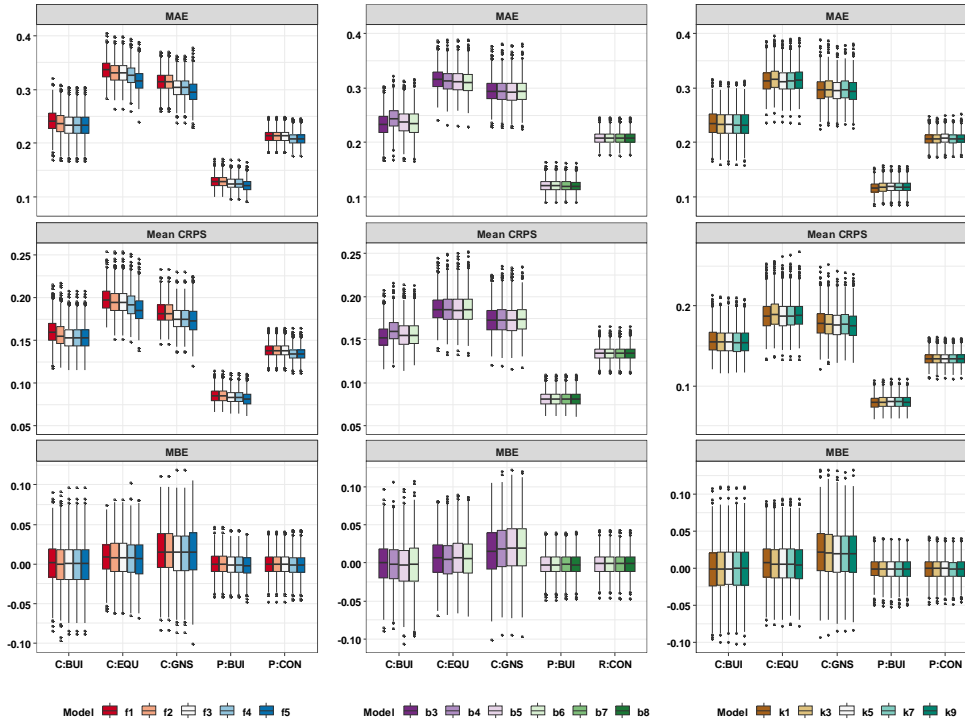 MAE
MAE
MAE
0.4
0.3
0.2
0.1
0.4
0.3
0.2
0.1
0.4
0.3
0.2
0.1
Mean CRPS
Mean CRPS
Mean CRPS
0.25
0.20
0.15
0.10
0.05
0.25
0.20
0.15
0.10
0.05
0.2
0.1
MBE
MBE
MBE
0.10
0.05
0.00
-0.05
-0.10
0.10
0.05
0.00
-0.05
-0.10
0.10
0.05
0.00
-0.05
-0.10
C:BUI C:EQU C:GNS P:BUI P:CON
C:BUI C:EQU C:GNS P:BUI R:CON
C:BUI C:EQU C:GNS P:BUI P:CON
Model f1 f2 f3 f4 f5
Model b3 b4 b5 b6 b7 b8
Model k1 k3 k5 k7 k9